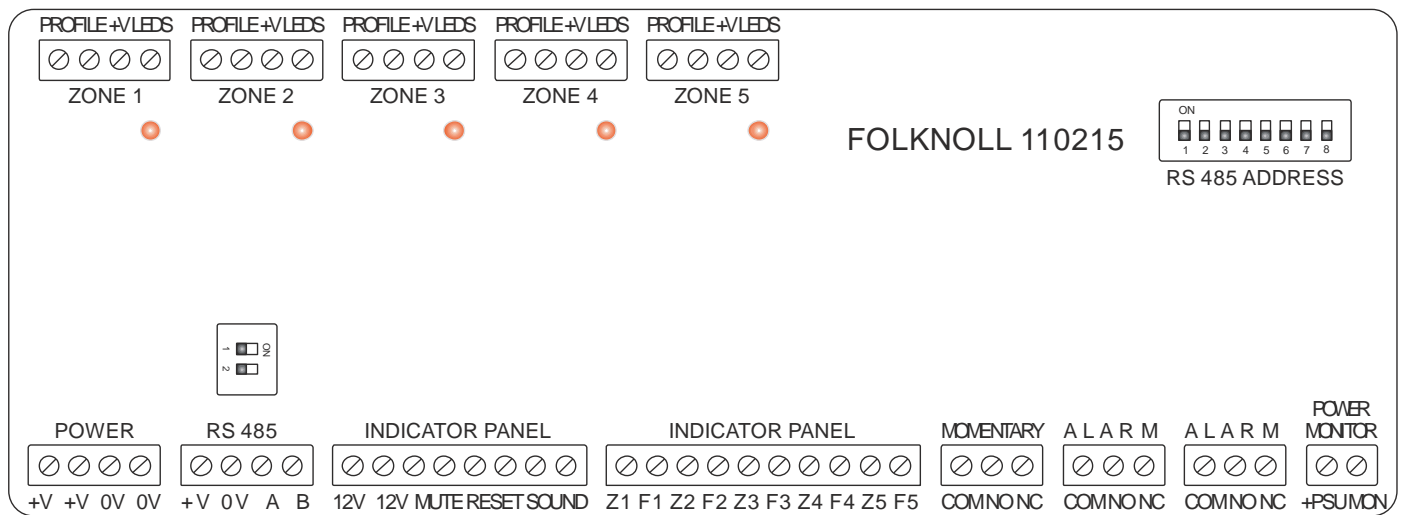 PROFILE +V LEDS PROFILE +V LEDS PROFILE +V LEDS PROFILE +V LEDS PROFILE +V LEDS
ZONE 1 ZONE 2 ZONE 3 ZONE 4 ZONE 5
FOLKNOLL 110215
ON
1 2 3 4 5 6 7 8
RS 485 ADDRESS
1 ON
2
POWER RS 485 INDICATOR PANEL INDICATOR PANEL MOMENTARY ALARM ALARM POWER MONITOR
+V +V 0V 0V +V 0V A B 12V 12V MUTE RESET SOUND Z1 F1 Z2 F2 Z3 F3 Z4 F4 Z5 F5 COM NO NC COM NO NC COM NO NC +PSU MON